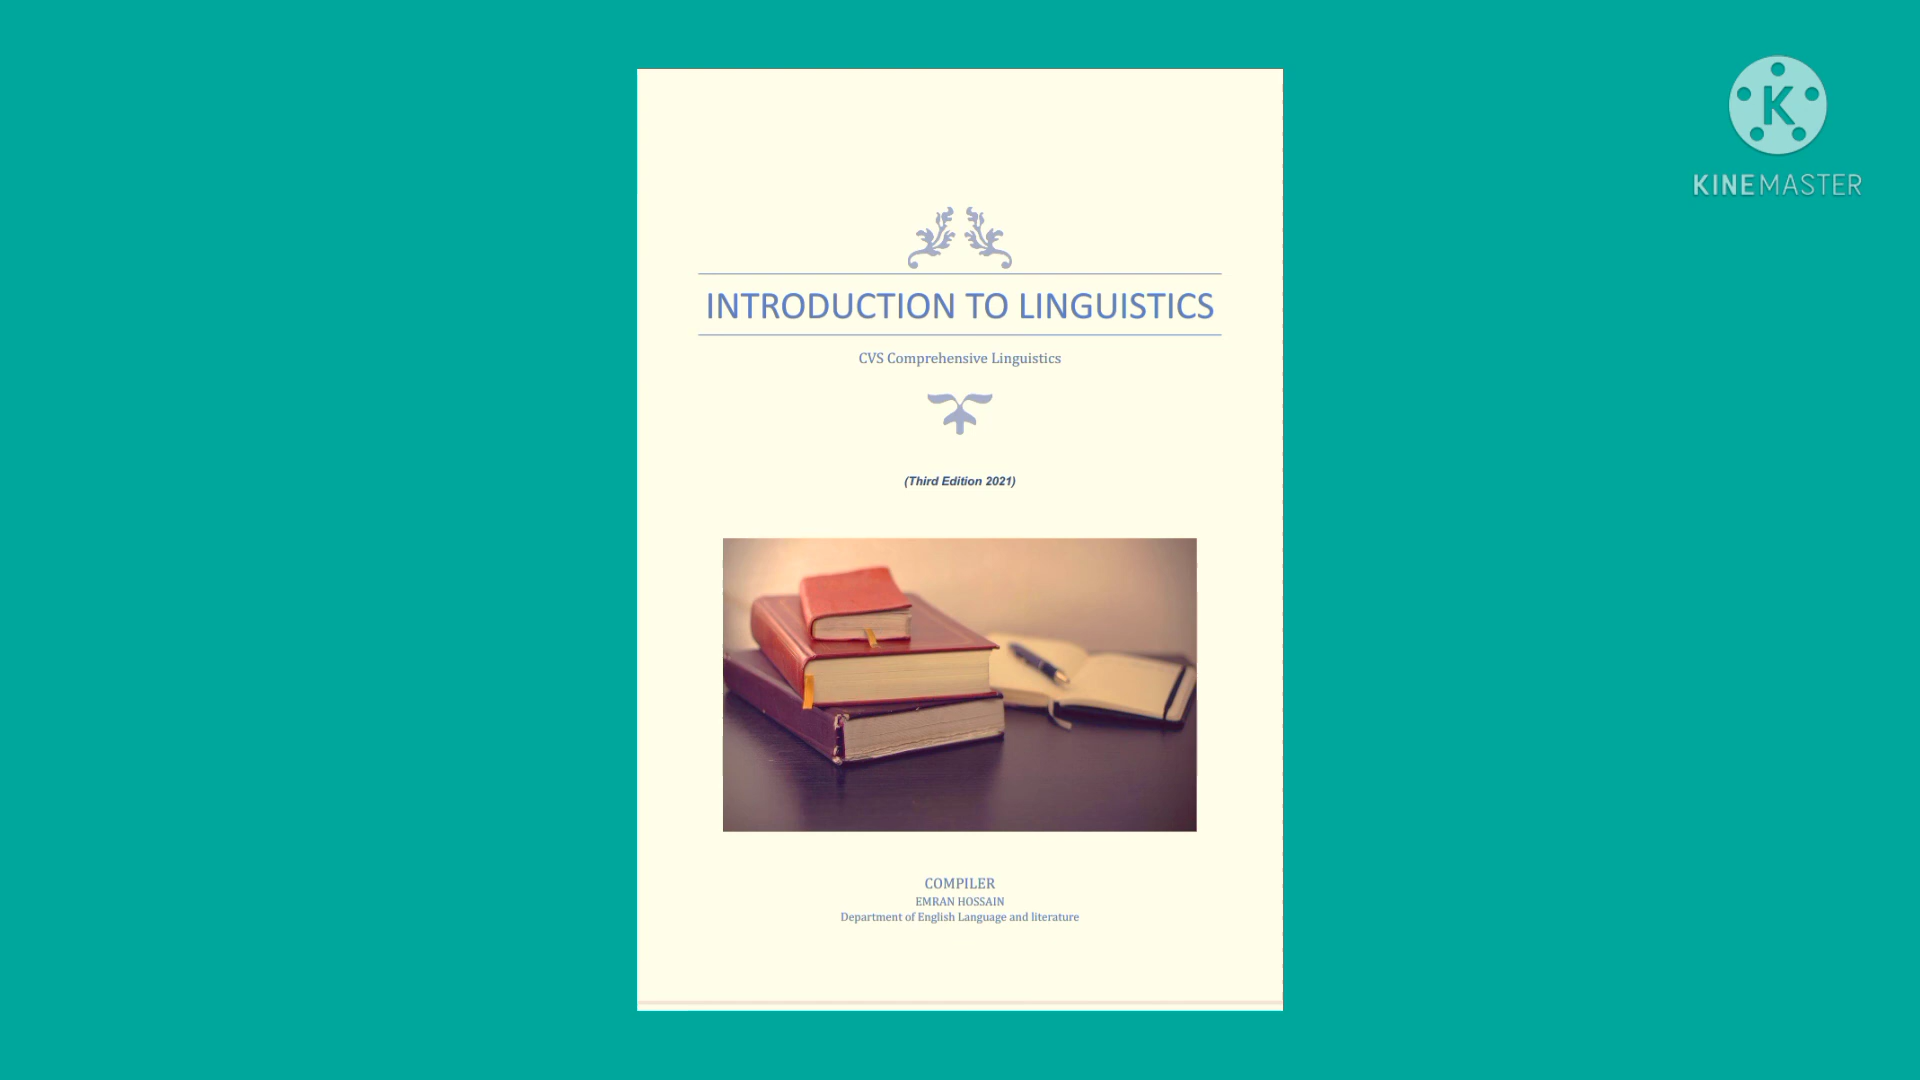 K
KINEMASTER
INTRODUCTION TO LINGUISTICS
CVS Comprehensive Linguistics
(Third Edition 2021)
COMPILER
EMRAN HOSSAIN
Department of English Language and literature